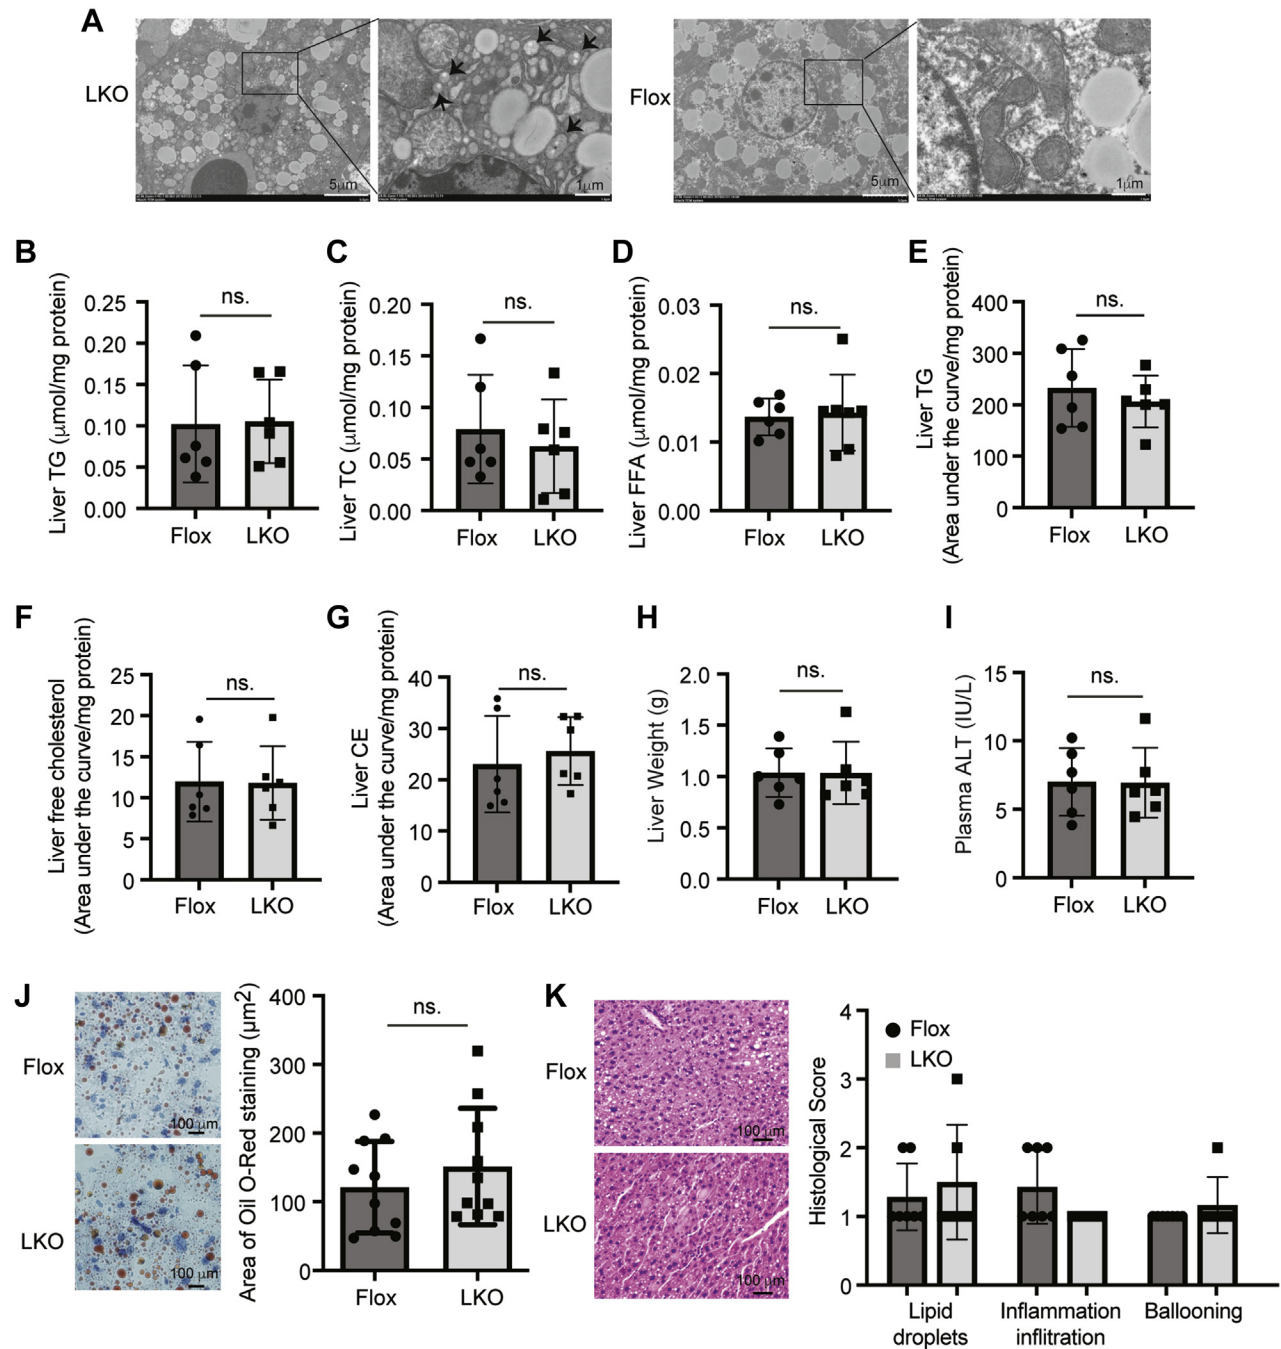 A
LKO
5μm
1μm
Flox
5μm
1μm
B
Liver TG (μmol/mg protein)
0.25
0.20
0.15
0.10
0.05
0.00
ns.
Flox
LKO
C
Liver TC (μmol/mg protein)
0.20
0.15
0.10
0.05
0.00
ns.
Flox
LKO
D
Liver FFA (μmol/mg protein)
0.03
0.02
0.01
0.00
ns.
Flox
LKO
E
Liver TG
(Area under the curve/mg protein)
400
300
200
100
0
ns.
Flox
LKO
F
Liver free cholesterol
(Area under the curve/mg protein)
25
20
15
10
5
0
ns.
Flox
LKO
G
Liver CE
(Area under the curve/mg protein)
40
30
20
10
0
ns.
Flox
LKO
H
Liver Weight (g)
2.0
1.5
1.0
0.5
0.0
ns.
Flox
LKO
I
Plasma ALT (IU/L)
15
10
5
0
ns.
Flox
LKO
J
Flox
100 μm
LKO
100 μm
Area of Oil O-Red staining (μm²)
400
300
200
100
0
ns.
Flox
LKO
K
Flox
100 μm
LKO
100 μm
Histological Score
4
3
2
1
0
Flox
LKO
Lipid
droplets
Inflammation
inflitration
Ballooning